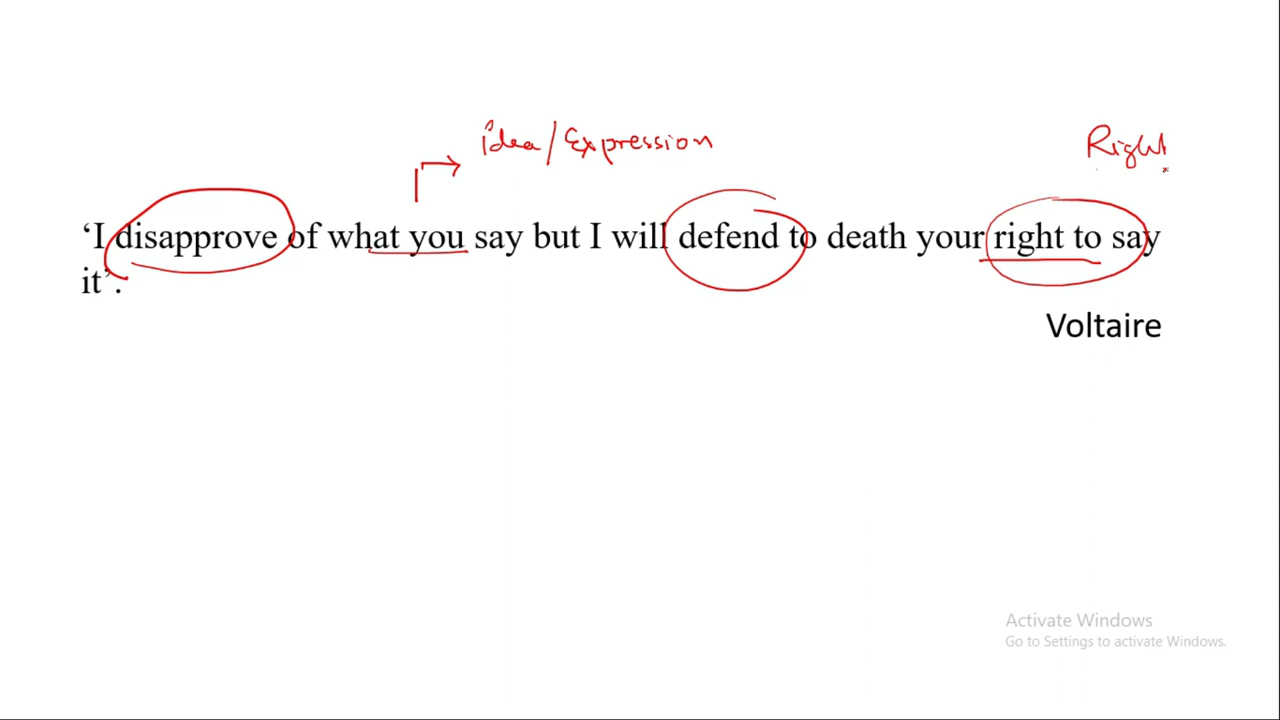 idea/Expression
Right
‘I disapprove of what you say but I will defend to death your right to say
it’.
Voltaire
Activate Windows
Go to Settings to activate Windows.